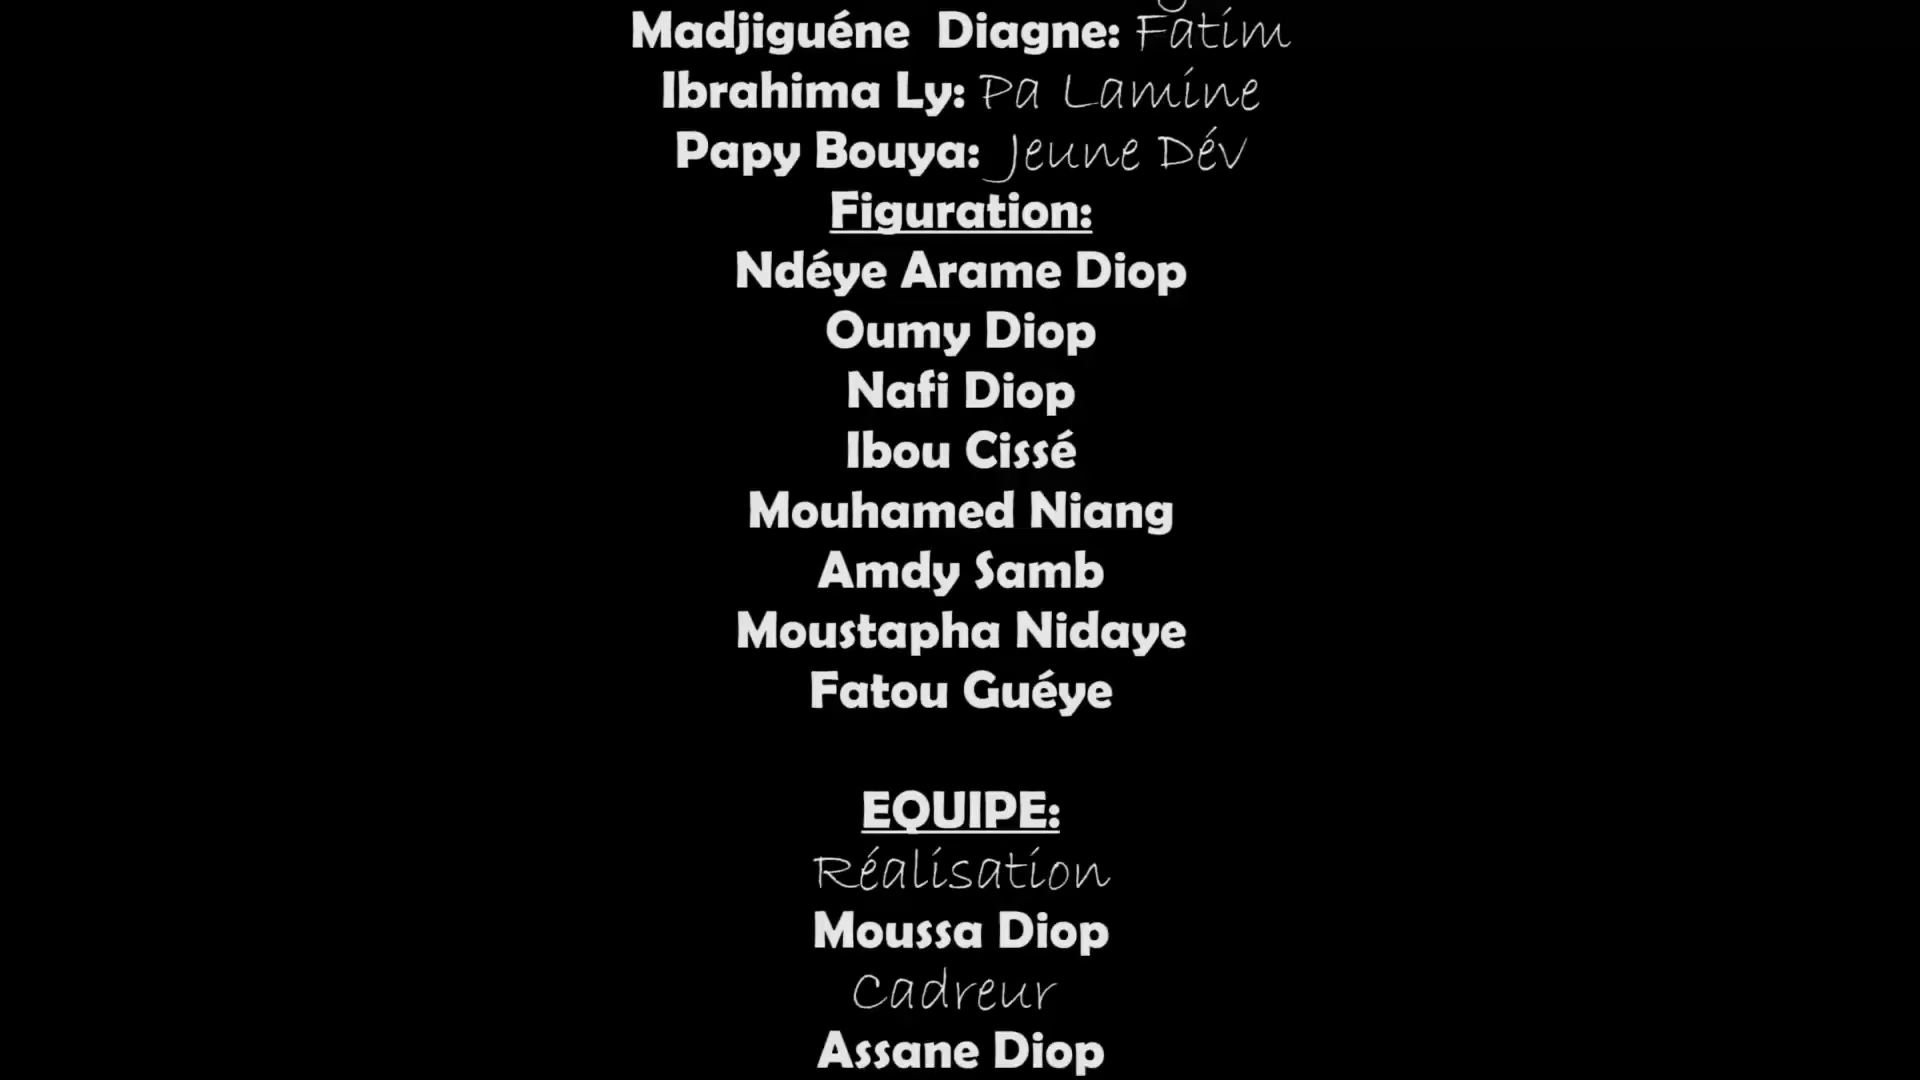 Madjiguéne Diagne: Fatim
Ibrahima Ly: Pa Lamine
Papy Bouya: Jeune Dév
Figuration:
Ndéye Arame Diop
Oumy Diop
Nafi Diop
Ibou Cissé
Mouhamed Niang
Amdy Samb
Moustapha Nidaye
Fatou Guéye
EQUIPE:
Réalisation
Moussa Diop
Cadreur
Assane Diop